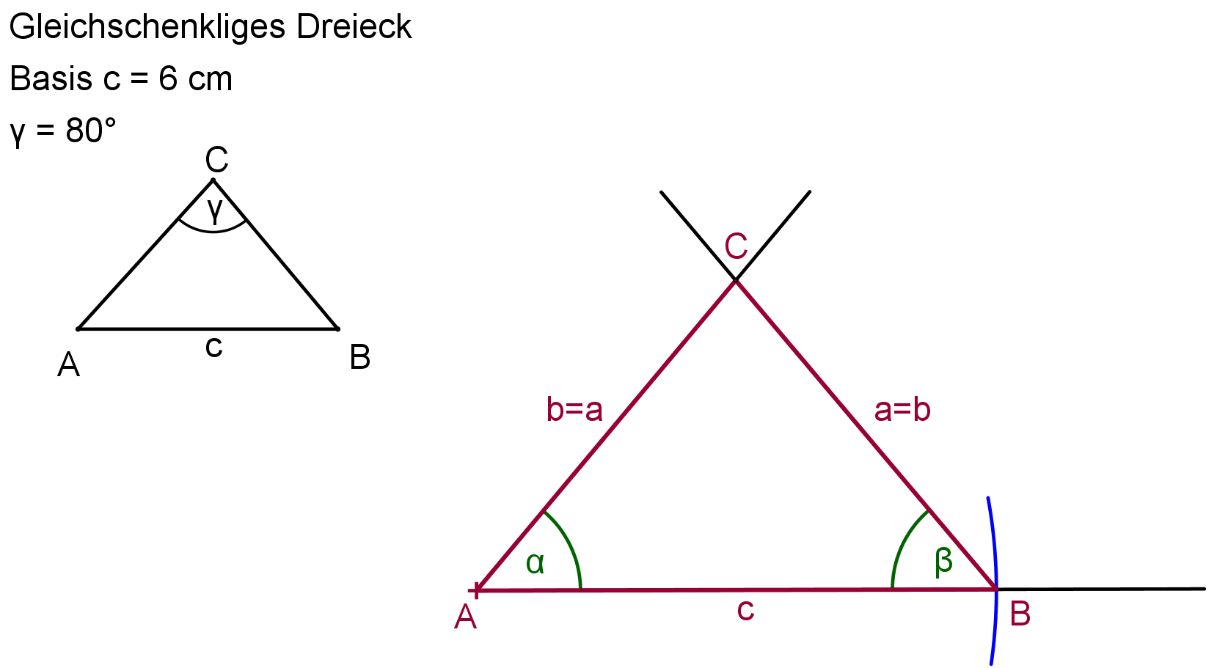 Gleichschenkliges Dreieck
Basis c = 6 cm
γ = 80°
C
γ
A
c
B
C
b=a
a=b
α
β
A
c
B